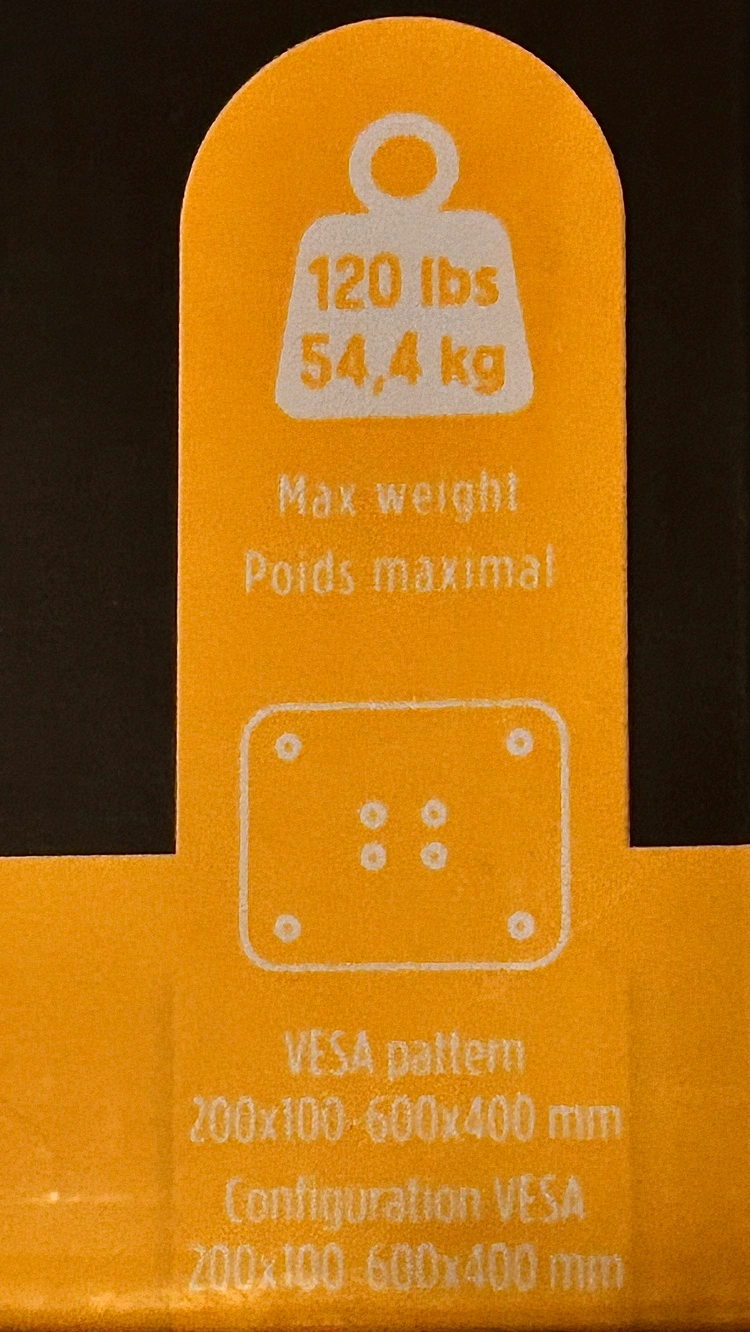 120 lbs
54,4 kg
Max weight
Poids maximal
VESA pattern
200x100-600x400 mm
Configuration VESA
200x100-600x400 mm